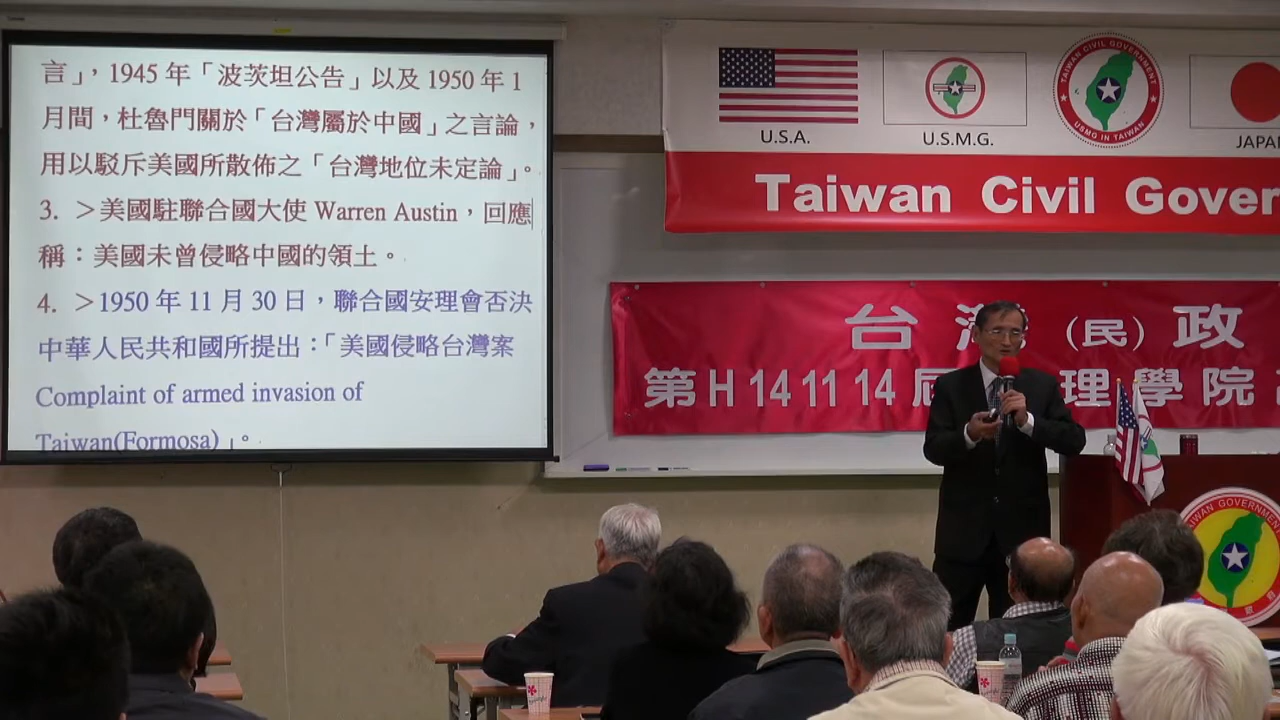 言」，1945 年「波茨坦公告」以及 1950 年 1
月間，杜魯門關於「台灣屬於中國」之言論，
用以駁斥美國所散佈之「台灣地位未定論」。
3. ＞美國駐聯合國大使 Warren Austin，回應
稱：美國未曾侵略中國的領土。
4. ＞1950 年 11 月 30 日，聯合國安理會否決
中華人民共和國所提出：「美國侵略台灣案
Complaint of armed invasion of
Taiwan(Formosa)」。
U.S.A.
U.S.M.G.
TAIWAN CIVIL GOVERNMENT
USMG IN TAIWAN
JAPA
Taiwan Civil Gover
台灣（民）政
第H 14 11 14 屆 理學院
TAIWAN GOVERNMENT